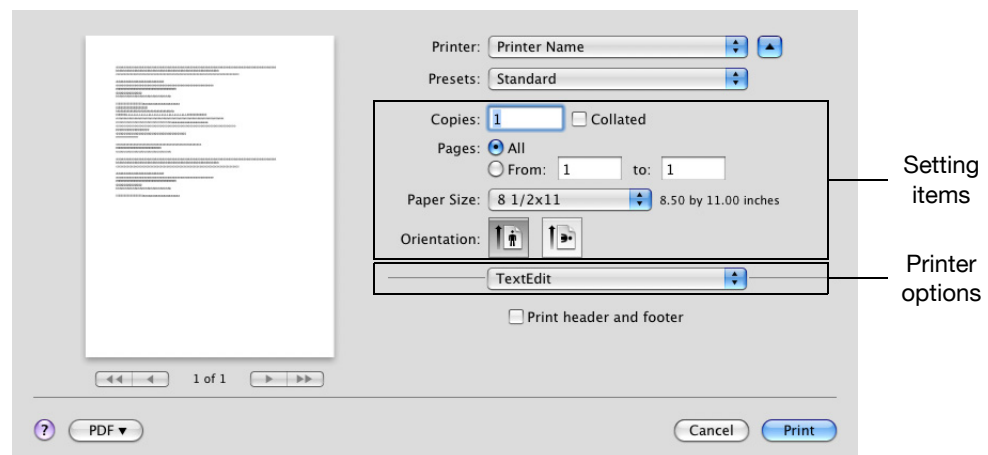 Printer: Printer Name
Presets: Standard
Copies: 1 Collated
Pages: All
From: 1 to: 1
Paper Size: 8 1/2x11 8.50 by 11.00 inches
Orientation:
TextEdit
Print header and footer
Setting
items
Printer
options
1 of 1
? PDF ▼ Cancel Print